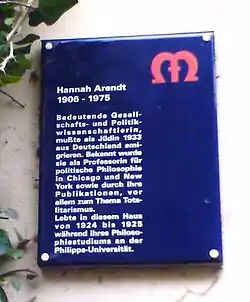 Hannah Arendt
1906 - 1975
Bedeutende Gesell-
schafts- und Politik-
wissenschaftlerin,
mußte als Jüdin 1933
aus Deutschland emi-
grieren. Bekannt wurde
sie als Professorin für
politische Philosophie
in Chicago und New
York sowie durch ihre
Publikationen, vor
allem zum Thema Tota-
litarismus.
Lebte in diesem Haus
von 1924 bis 1925
während ihres Philoso-
phiestudiums an der
Philipps-Universität.